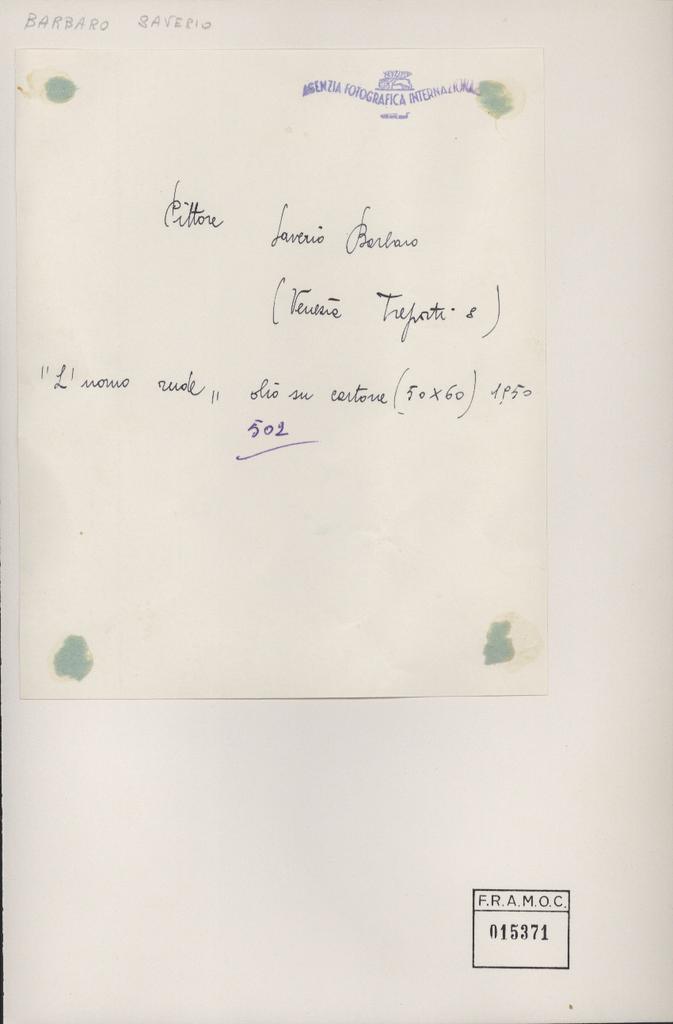 BARBARO SAVERIO
AGENZIA FOTOGRAFICA INTERNAZIONALE
Pittore Saverio Barbaro
(Venezia Treporti - 8)
"L'uomo rude„ olio su cartone (50x60) 1950
502
F.R.A.M.O.C.
015371